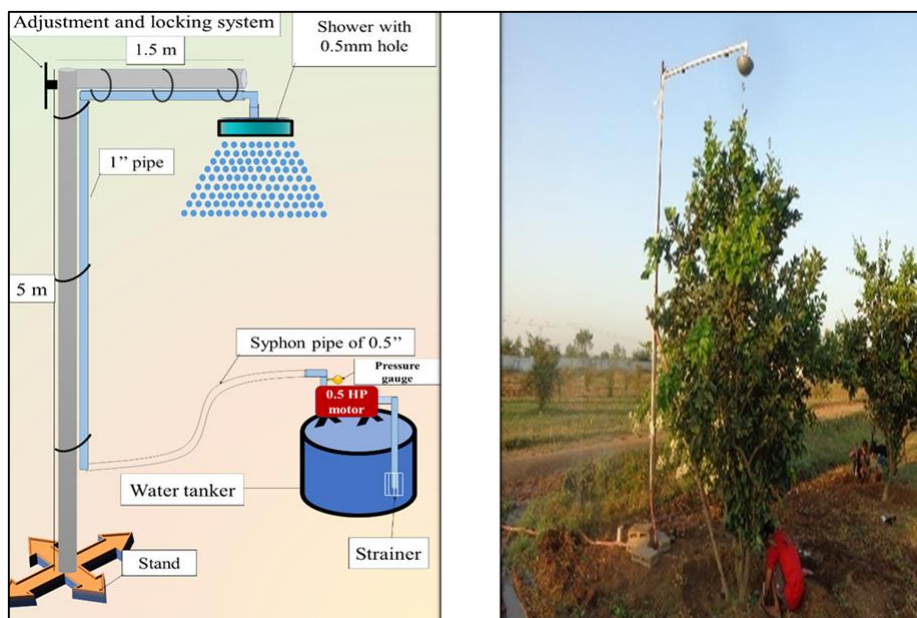 Adjustment and locking system
1.5 m
Shower with
0.5mm hole
1’’ pipe
5 m
Syphon pipe of 0.5’’
Pressure
gauge
0.5 HP
motor
Water tanker
Strainer
Stand